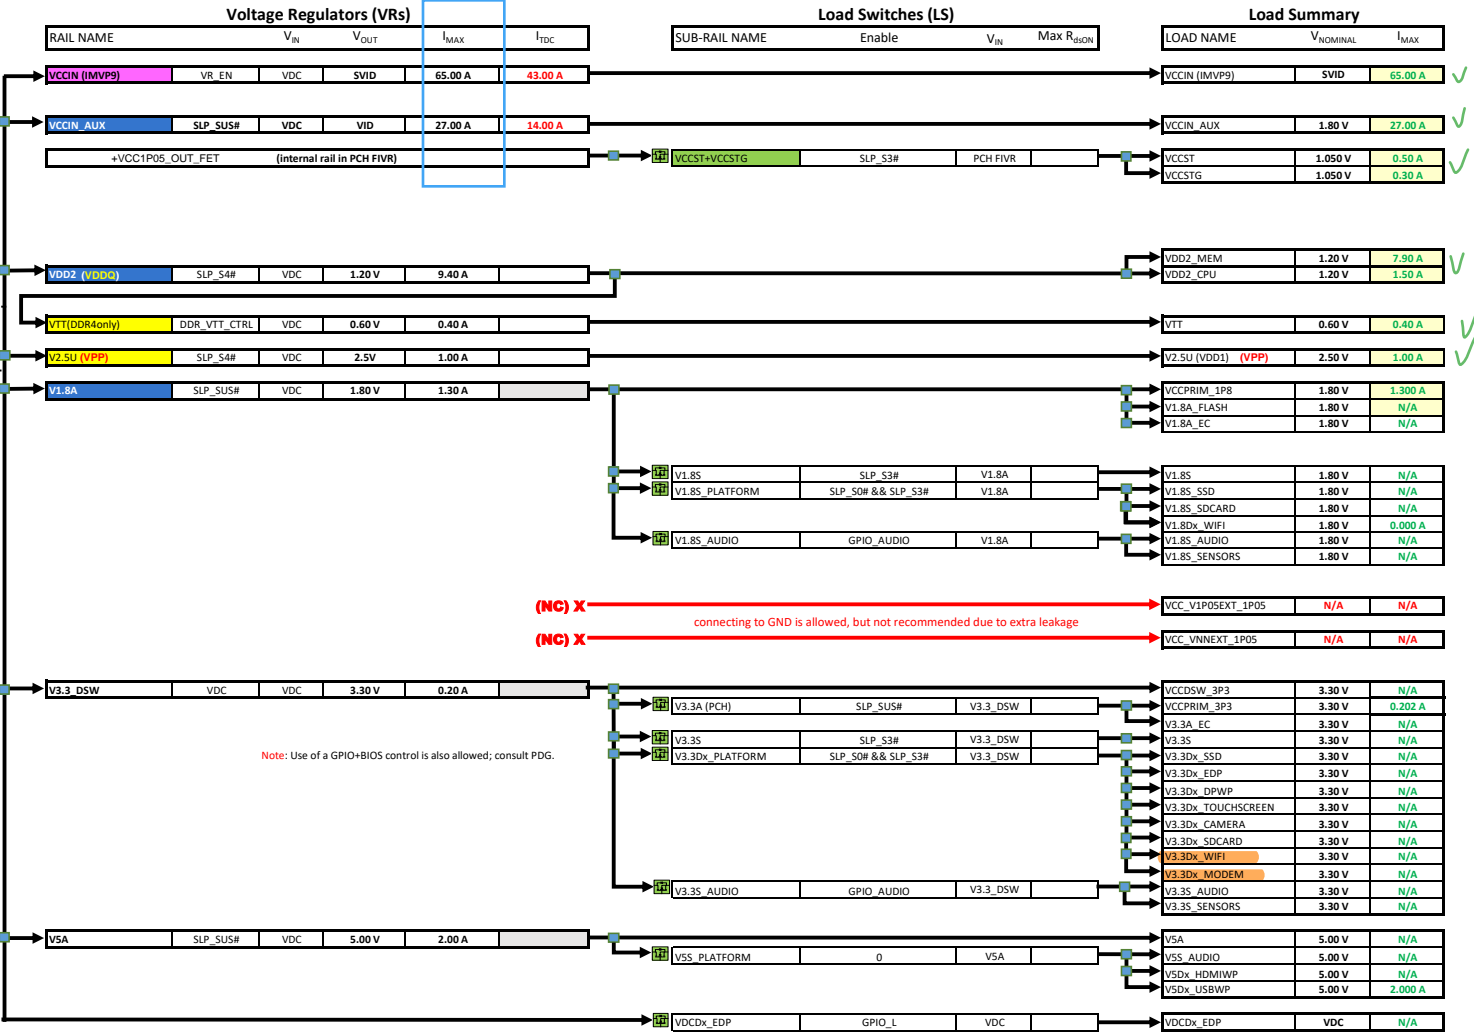 Voltage Regulators (VRs) Load Switches (LS) Load Summary
RAIL NAME VIN VOUT IMAX ITDC SUB-RAIL NAME Enable VIN Max RdsON LOAD NAME VNOMINAL IMAX
VCCIN (IMVP9) VR_EN VDC SVID 65.00 A 43.00 A VCCIN (IMVP9) SVID 65.00 A
VCCIN_AUX SLP_SUS# VDC VID 27.00 A 14.00 A VCCIN_AUX 1.80 V 27.00 A
+VCC1P05_OUT_FET (internal rail in PCH FIVR) VCCST+VCCSTG SLP_S3# PCH FIVR VCCST 1.050 V 0.50 A
VCCSTG 1.050 V 0.30 A
VDD2_MEM 1.20 V 7.90 A
VDD2 (VDDQ) SLP_S4# VDC 1.20 V 9.40 A VDD2_CPU 1.20 V 1.50 A
VTT(DDR4only) DDR_VTT_CTRL VDC 0.60 V 0.40 A VTT 0.60 V 0.40 A
V2.5U (VPP) SLP_S4# VDC 2.5V 1.00 A V2.5U (VDD1) (VPP) 2.50 V 1.00 A
V1.8A SLP_SUS# VDC 1.80 V 1.30 A VCCPRIM_1P8 1.80 V 1.300 A
V1.8A_FLASH 1.80 V N/A
V1.8A_EC 1.80 V N/A
V1.8S SLP_S3# V1.8A V1.8S 1.80 V N/A
V1.8S_PLATFORM SLP_S0# && SLP_S3# V1.8A V1.8S_SSD 1.80 V N/A
V1.8S_SDCARD 1.80 V N/A
V1.8Dx_WIFI 1.80 V 0.000 A
V1.8S_AUDIO GPIO_AUDIO V1.8A V1.8S_AUDIO 1.80 V N/A
V1.8S_SENSORS 1.80 V N/A
(NC) X VCC_V1P05EXT_1P05 N/A N/A
connecting to GND is allowed, but not recommended due to extra leakage
(NC) X VCC_VNNEXT_1P05 N/A N/A
V3.3_DSW VDC VDC 3.30 V 0.20 A VCCDSW_3P3 3.30 V N/A
V3.3A (PCH) SLP_SUS# V3.3_DSW VCCPRIM_3P3 3.30 V 0.202 A
V3.3A_EC 3.30 V N/A
V3.3S SLP_S3# V3.3_DSW V3.3S 3.30 V N/A
Note: Use of a GPIO+BIOS control is also allowed; consult PDG. V3.3Dx_PLATFORM SLP_S0# && SLP_S3# V3.3_DSW V3.3Dx_SSD 3.30 V N/A
V3.3Dx_EDP 3.30 V N/A
V3.3Dx_DPWP 3.30 V N/A
V3.3Dx_TOUCHSCREEN 3.30 V N/A
V3.3Dx_CAMERA 3.30 V N/A
V3.3Dx_SDCARD 3.30 V N/A
V3.3Dx_WIFI 3.30 V N/A
V3.3Dx_MODEM 3.30 V N/A
V3.3S_AUDIO GPIO_AUDIO V3.3_DSW V3.3S_AUDIO 3.30 V N/A
V3.3S_SENSORS 3.30 V N/A
V5A SLP_SUS# VDC 5.00 V 2.00 A V5A 5.00 V N/A
V5S_PLATFORM 0 V5A V5S_AUDIO 5.00 V N/A
V5Dx_HDMIWP 5.00 V N/A
V5Dx_USBWP 5.00 V 2.000 A
VDCDx_EDP GPIO_L VDC VDCDx_EDP VDC N/A